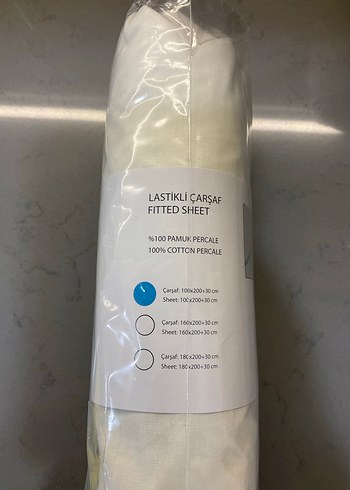 LASTİKLİ ÇARŞAF
FITTED SHEET
%100 PAMUK PERCALE
100% COTTON PERCALE
Çarşaf: 100x200+30 cm
Sheet: 100x200+30 cm
Çarşaf: 160x200+30 cm
Sheet: 160x200+30 cm
Çarşaf: 180x200+30 cm
Sheet: 180x200+30 cm